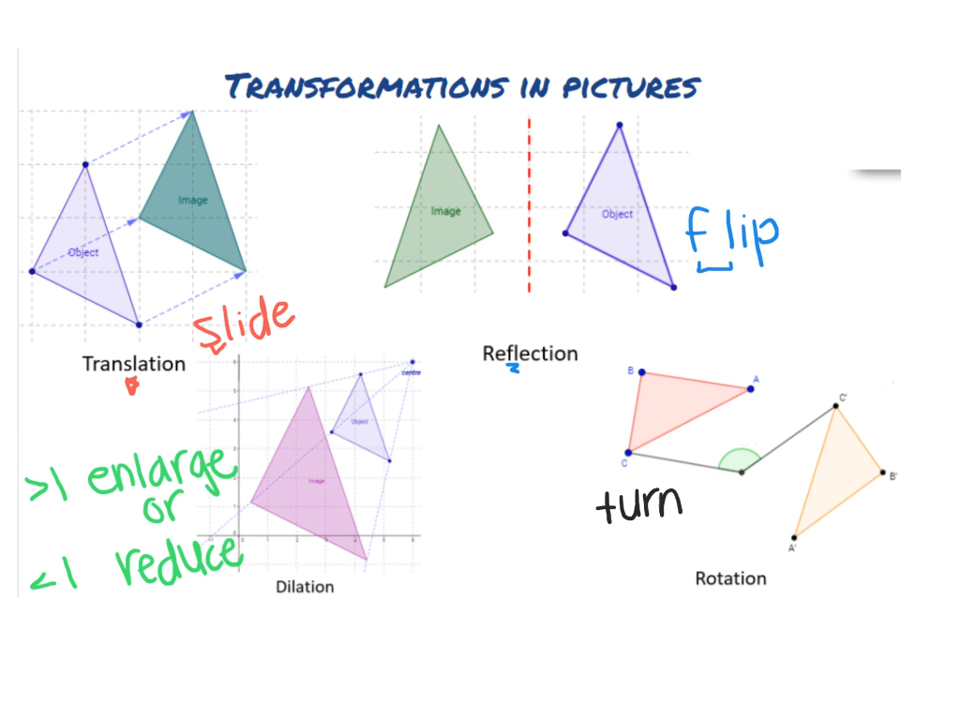 TRANSFORMATIONS IN PICTURES
Image
Object
Slide
Translation
Image
Object
flip
Reflection
centre
Object
Image
>1 enlarge
or
<1 reduce
Dilation
B
A
C
C'
B'
A'
turn
Rotation